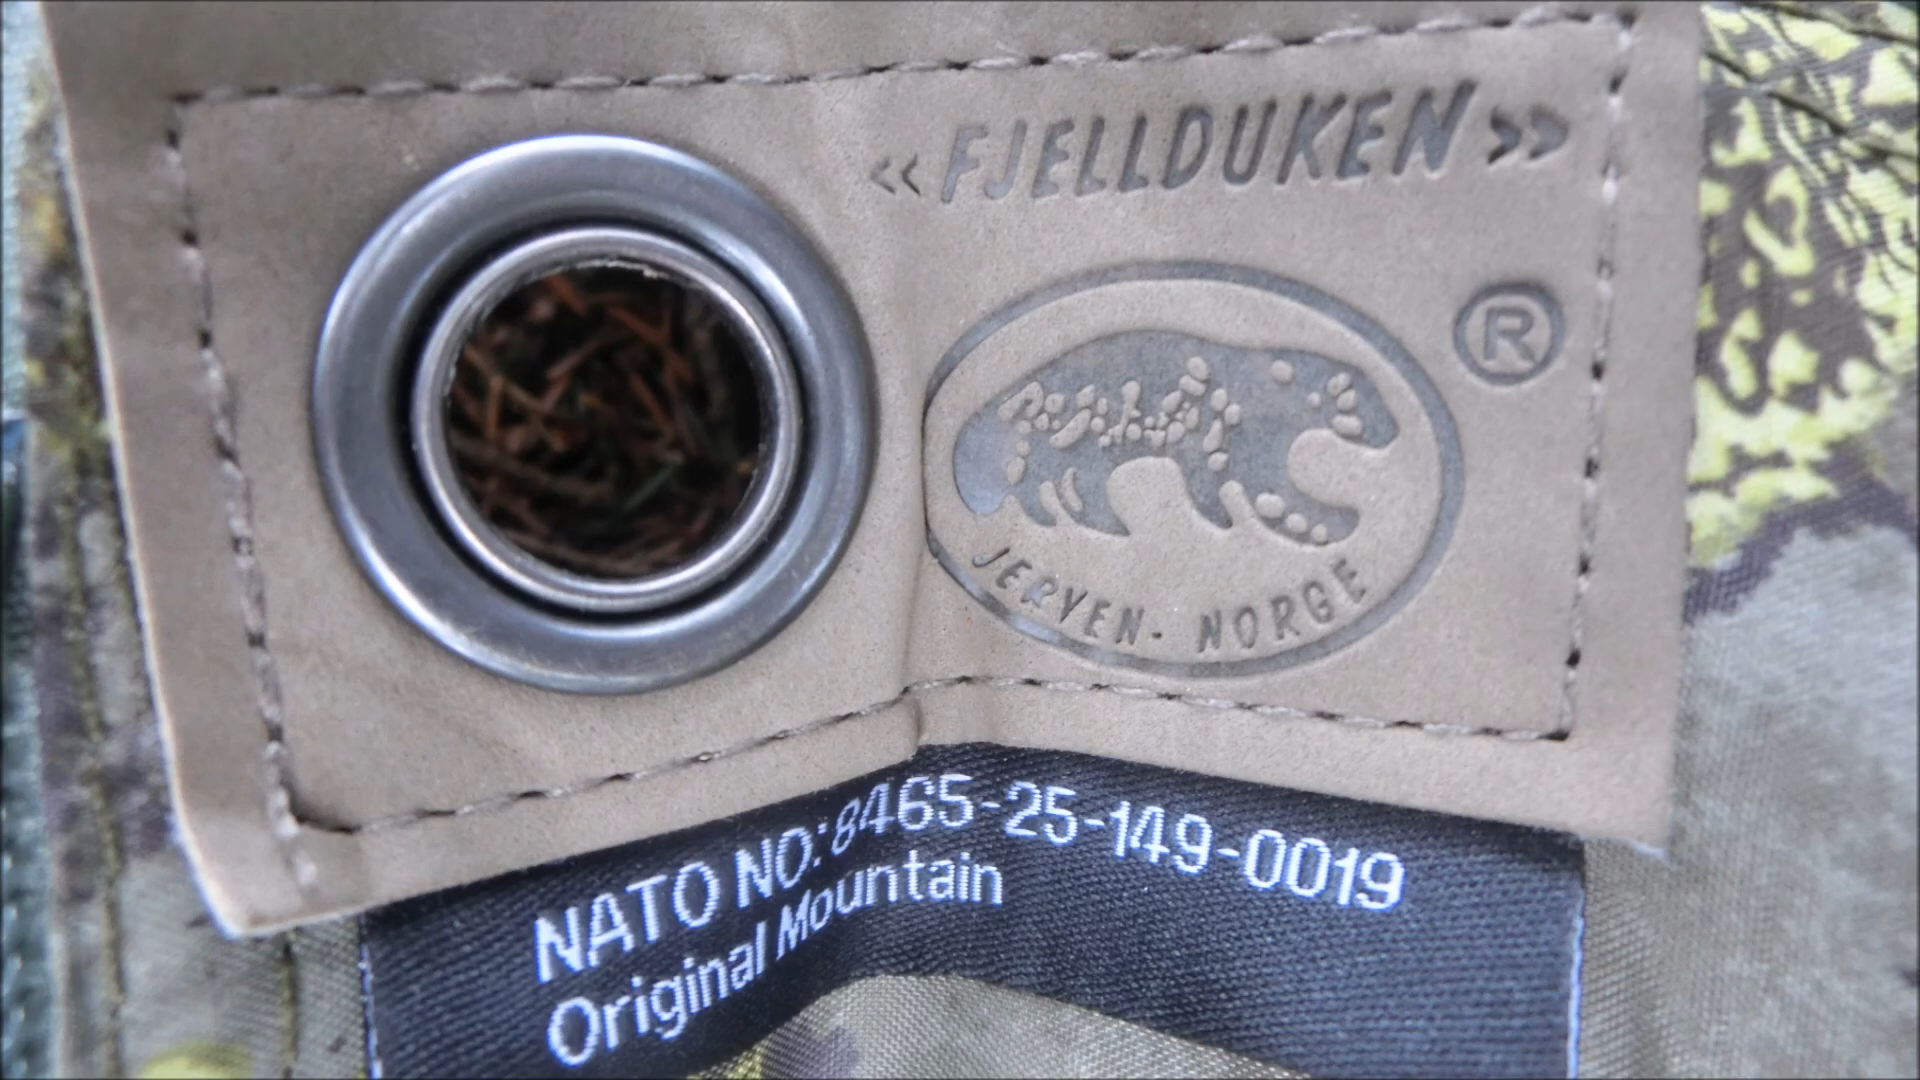 << FJELLDUKEN >>
®
JERVEN - NORGE
NATO NO: 8465-25-149-0019
Original Mountain